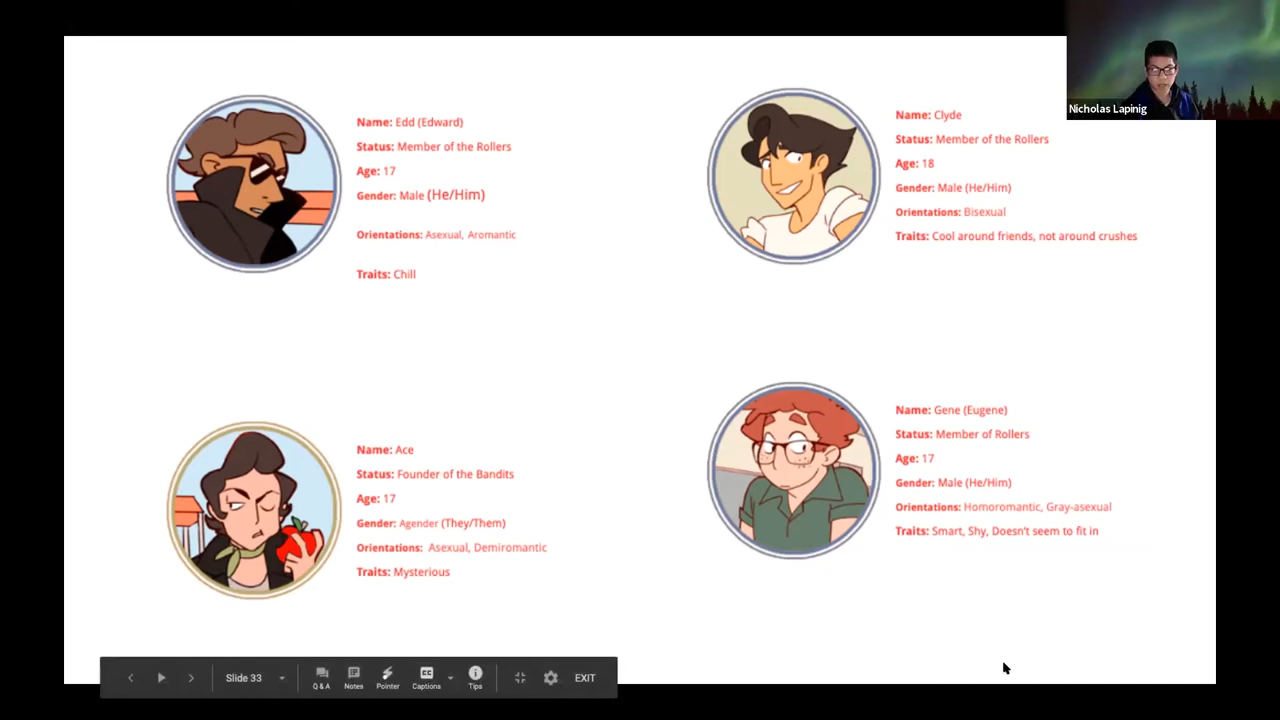 Nicholas Lapinig
Name: Edd (Edward)
Status: Member of the Rollers
Age: 17
Gender: Male (He/Him)
Orientations: Asexual, Aromantic
Traits: Chill
Name: Clyde
Status: Member of the Rollers
Age: 18
Gender: Male (He/Him)
Orientations: Bisexual
Traits: Cool around friends, not around crushes
Name: Ace
Status: Founder of the Bandits
Age: 17
Gender: Agender (They/Them)
Orientations: Asexual, Demiromantic
Traits: Mysterious
Name: Gene (Eugene)
Status: Member of Rollers
Age: 17
Gender: Male (He/Him)
Orientations: Homoromantic, Gray-asexual
Traits: Smart, Shy, Doesn't seem to fit in
Slide 33
Q & A
Notes
Pointer
CC
Captions
Tips
EXIT